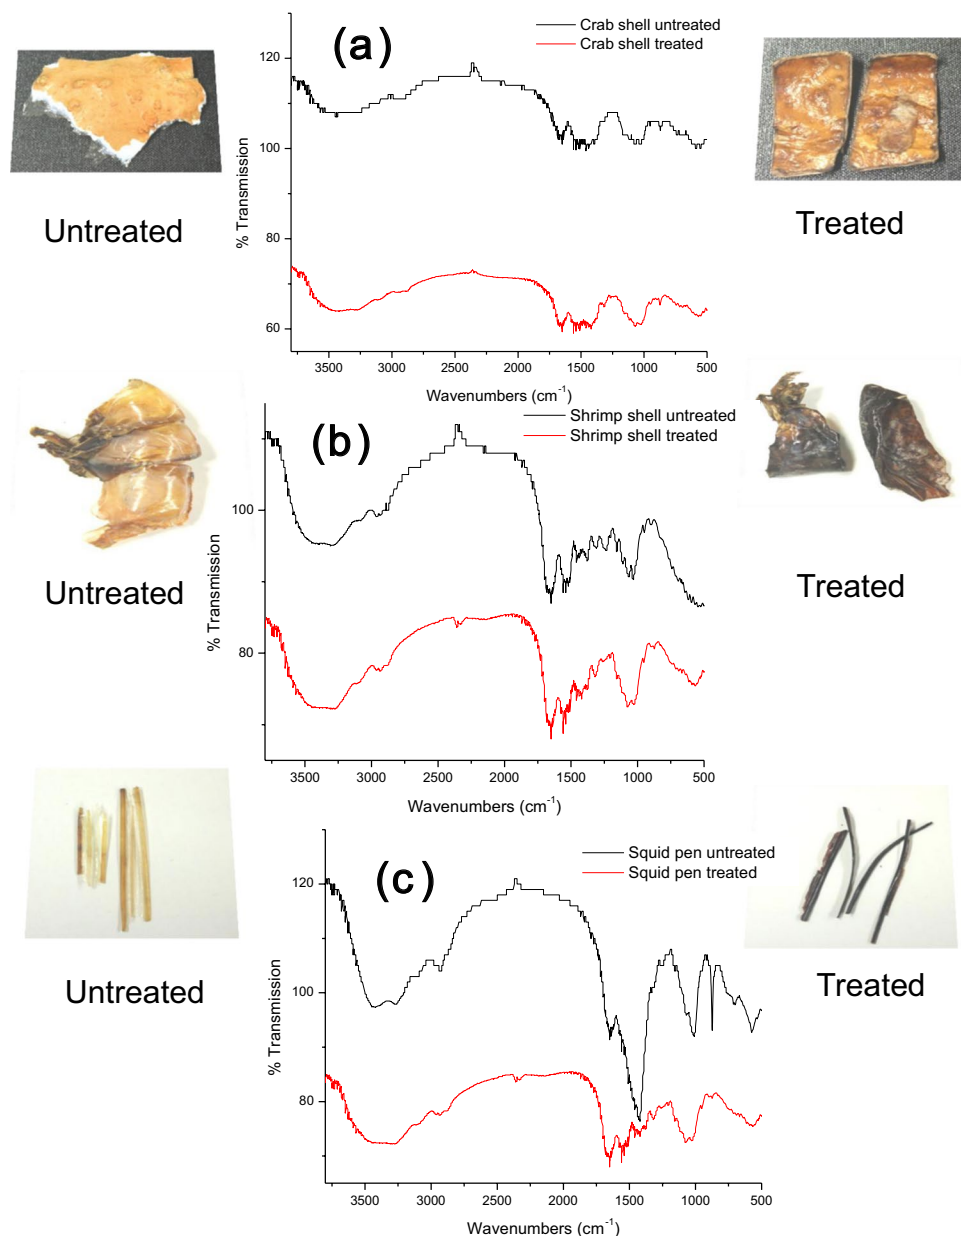 (a)
Crab shell untreated
Crab shell treated
120
100
80
60
% Transmission
3500 3000 2500 2000 1500 1000 500
Wavenumbers (cm⁻¹)
Untreated
Treated
(b)
Shrimp shell untreated
Shrimp shell treated
100
80
% Transmission
3500 3000 2500 2000 1500 1000 500
Wavenumbers (cm⁻¹)
Untreated
Treated
(c)
Squid pen untreated
Squid pen treated
120
100
80
% Transmission
3500 3000 2500 2000 1500 1000 500
Wavenumbers (cm⁻¹)
Untreated
Treated